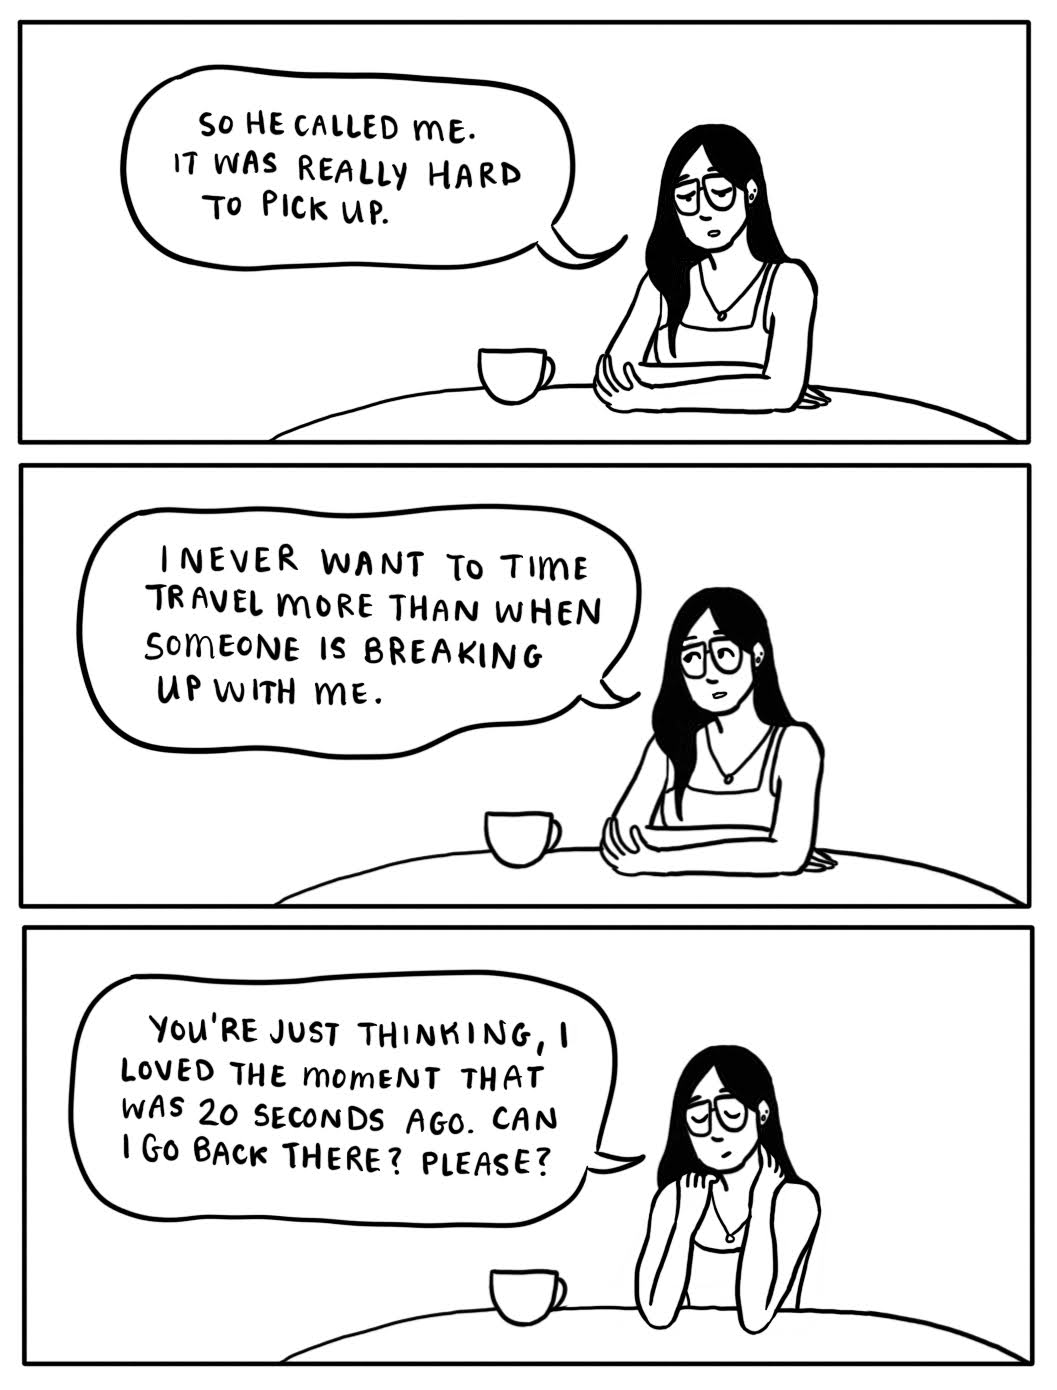 SO HE CALLED ME.
IT WAS REALLY HARD
TO PICK UP.
I NEVER WANT TO TIME
TRAVEL MORE THAN WHEN
SOMEONE IS BREAKING
UP WITH ME.
YOU'RE JUST THINKING, I
LOVED THE MOMENT THAT
WAS 20 SECONDS AGO. CAN
I GO BACK THERE? PLEASE?